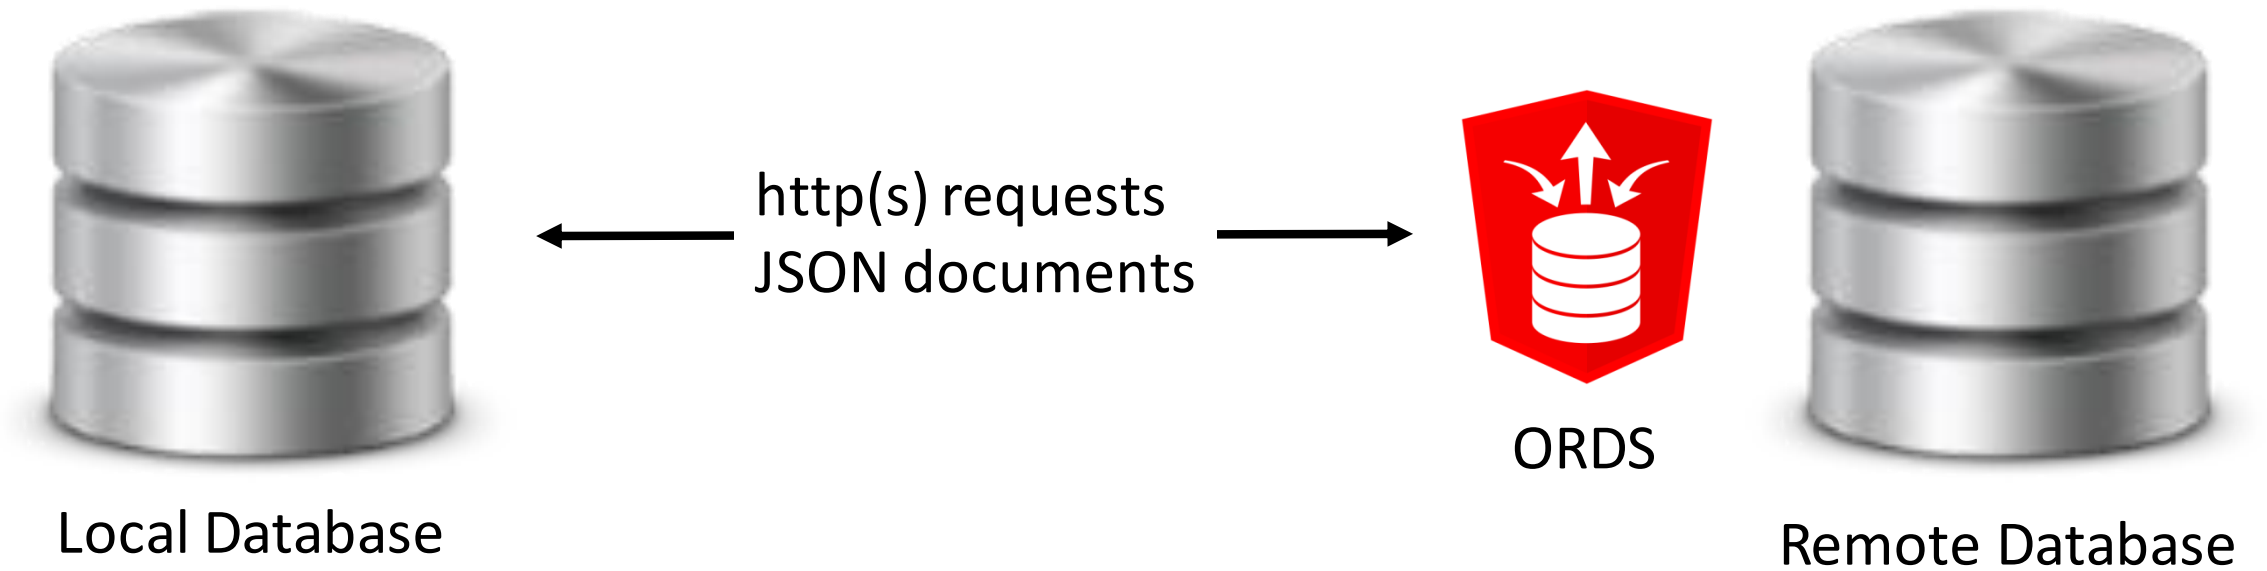 http(s) requests
JSON documents
ORDS
Local Database
Remote Database